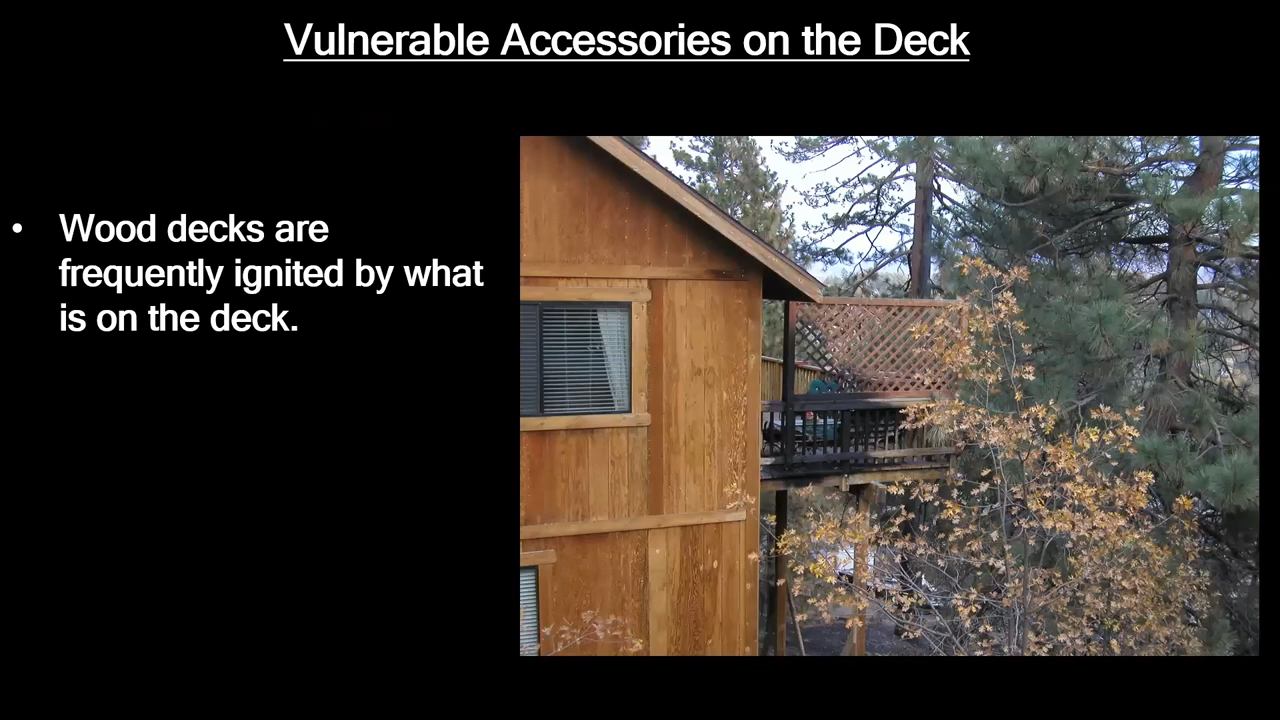 Vulnerable Accessories on the Deck
• Wood decks are
frequently ignited by what
is on the deck.